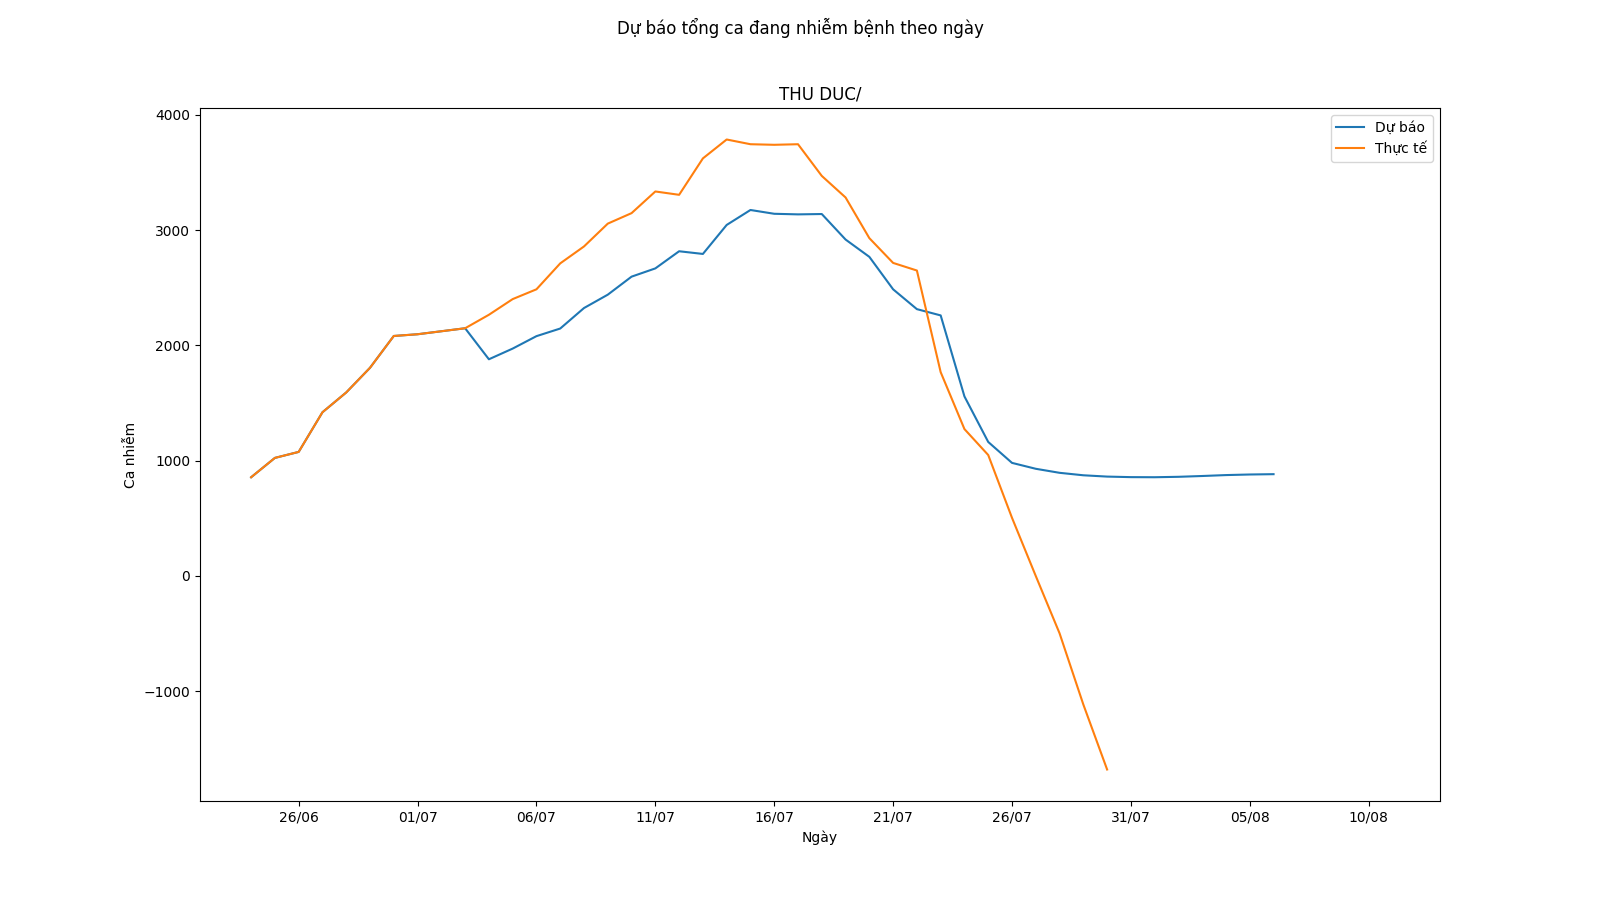 Dự báo tổng ca đang nhiễm bệnh theo ngày
THU DUC/
Dự báo
Thực tế
4000
3000
2000
1000
0
−1000
Ca nhiễm
26/06 01/07 06/07 11/07 16/07 21/07 26/07 31/07 05/08 10/08
Ngày